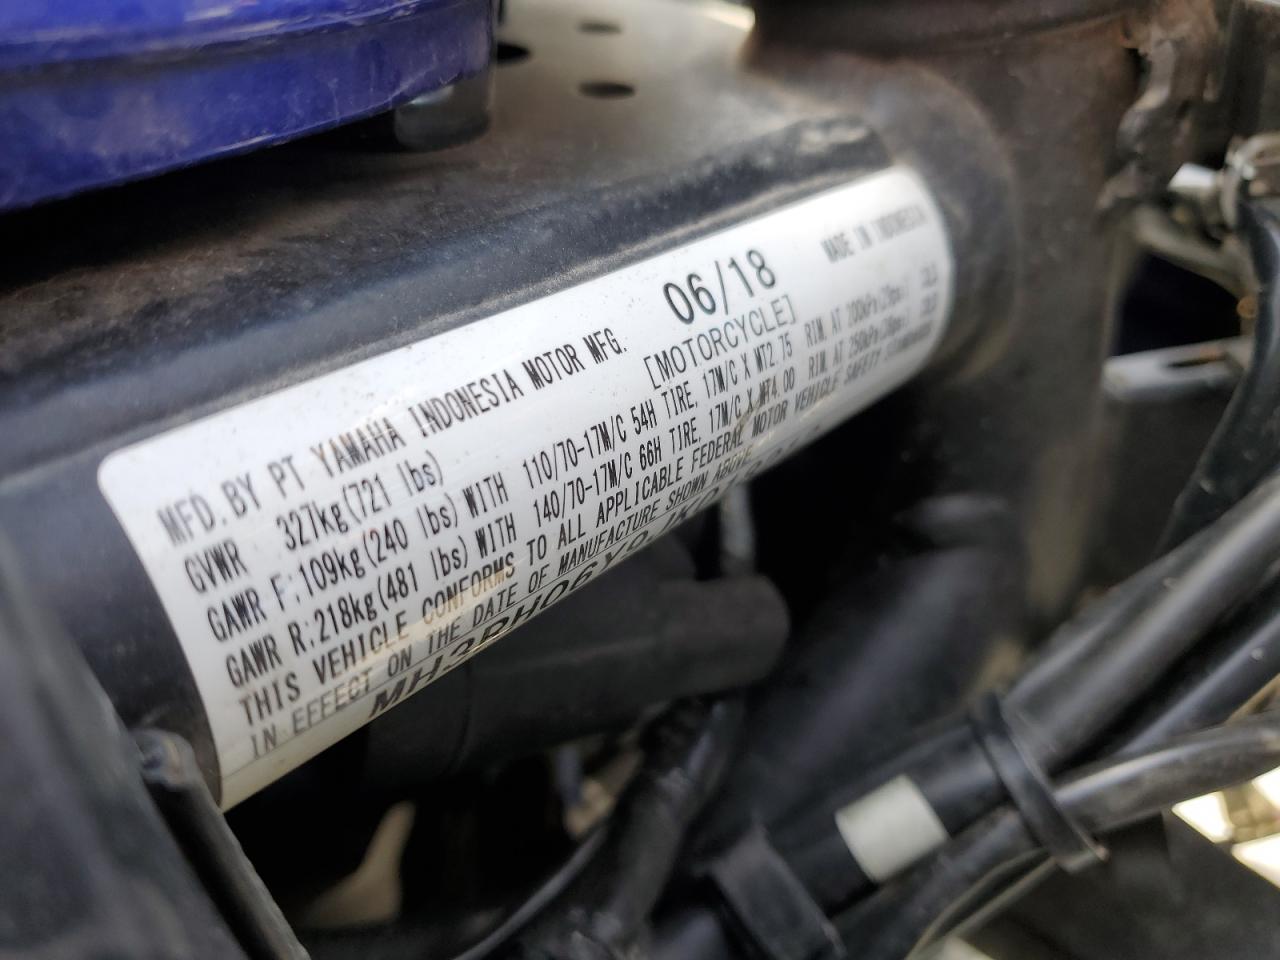 MFD. BY PT YAMAHA INDONESIA MOTOR MFG. 06/18 MADE IN INDONESIA
GVWR 327kg(721 lbs) [MOTORCYCLE]
GAWR F:109kg(240 lbs)WITH 110/70-17M/C 54H TIRE, 17M/C X MT2.75 RIM, AT 200kPa(29psi)
GAWR R:218kg(481 lbs)WITH 140/70-17M/C 66H TIRE, 17M/C X MT4.00 RIM, AT 250kPa(36psi)
THIS VEHICLE CONFORMS TO ALL APPLICABLE FEDERAL MOTOR VEHICLE SAFETY STANDARDS
IN EFFECT ON THE DATE OF MANUFACTURE SHOWN ABOVE.